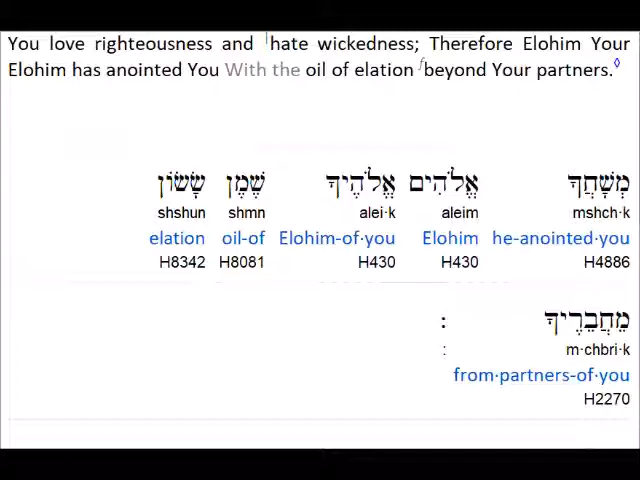 You love righteousness and fhate wickedness; Therefore Elohim Your
Elohim has anointed You With the oil of elation fbeyond Your partners.◊
מְשָׁחֲךָ אֱלֹהִים אֱלֹהֶיךָ שֶׁמֶן שָׂשׂוֹן
shshun shmn alei·k aleim mshch·k
elation oil-of Elohim-of·you Elohim he-anointed·you
H8342 H8081 H430 H430 H4886
מֵחֲבֵרֶיךָ :
: m·chbri·k
from·partners-of·you
H2270